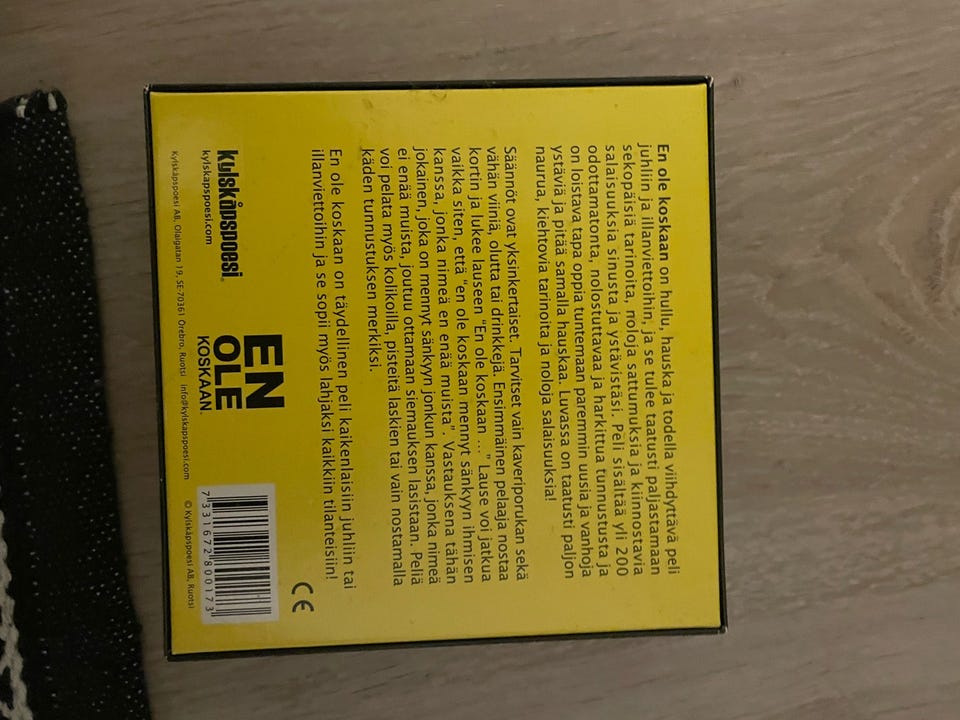 En ole koskaan on hullu, hauska ja todella viihdyttävä peli
juhliin ja illanviettoihin, ja se tulee taatusti paljastamaan
sekopäisiä tarinoita, noloja sattumuksia ja kiinnostavia
salaisuuksia sinusta ja ystävistäsi. Peli sisältää yli 200
odottamatonta, nolostuttavaa ja harkittua tunnustusta ja
on loistava tapa oppia tuntemaan paremmin uusia ja vanhoja
ystäviä ja pitää samalla hauskaa. Luvassa on taatusti paljon
naurua, kiehtovia tarinoita ja noloja salaisuuksia!
Säännöt ovat yksinkertaiset. Tarvitset vain kaveriporukan sekä
vähän viiniä, olutta tai drinkkejä. Ensimmäinen pelaaja nostaa
kortin ja lukee lauseen "En ole koskaan ... " Lause voi jatkua
vaikka siten, että "en ole koskaan mennyt sänkyyn ihmisen
kanssa, jonka nimeä en enää muista". Vastauksena tähän
jokainen, joka on mennyt sänkyyn jonkun kanssa, jonka nimeä
ei enää muista, joutuu ottamaan siemauksen lasistaan. Peliä
voi pelata myös kolikoilla, pisteitä laskien tai vain nostamalla
käden tunnustuksen merkiksi.
En ole koskaan on täydellinen peli kaikenlaisiin juhliin tai
illanviettoihin ja se sopii myös lahjaksi kaikkiin tilanteisiin!
CE
EN
OLE
KOSKAAN.
kylskåpspoesi®
kylskapspoesi.com
7331672800173
Kylskåpspoesi AB, Olaigatan 19, SE-70361 Örebro, Ruotsi info@kylskapspoesi.com © Kylskåpspoesi AB, Ruotsi